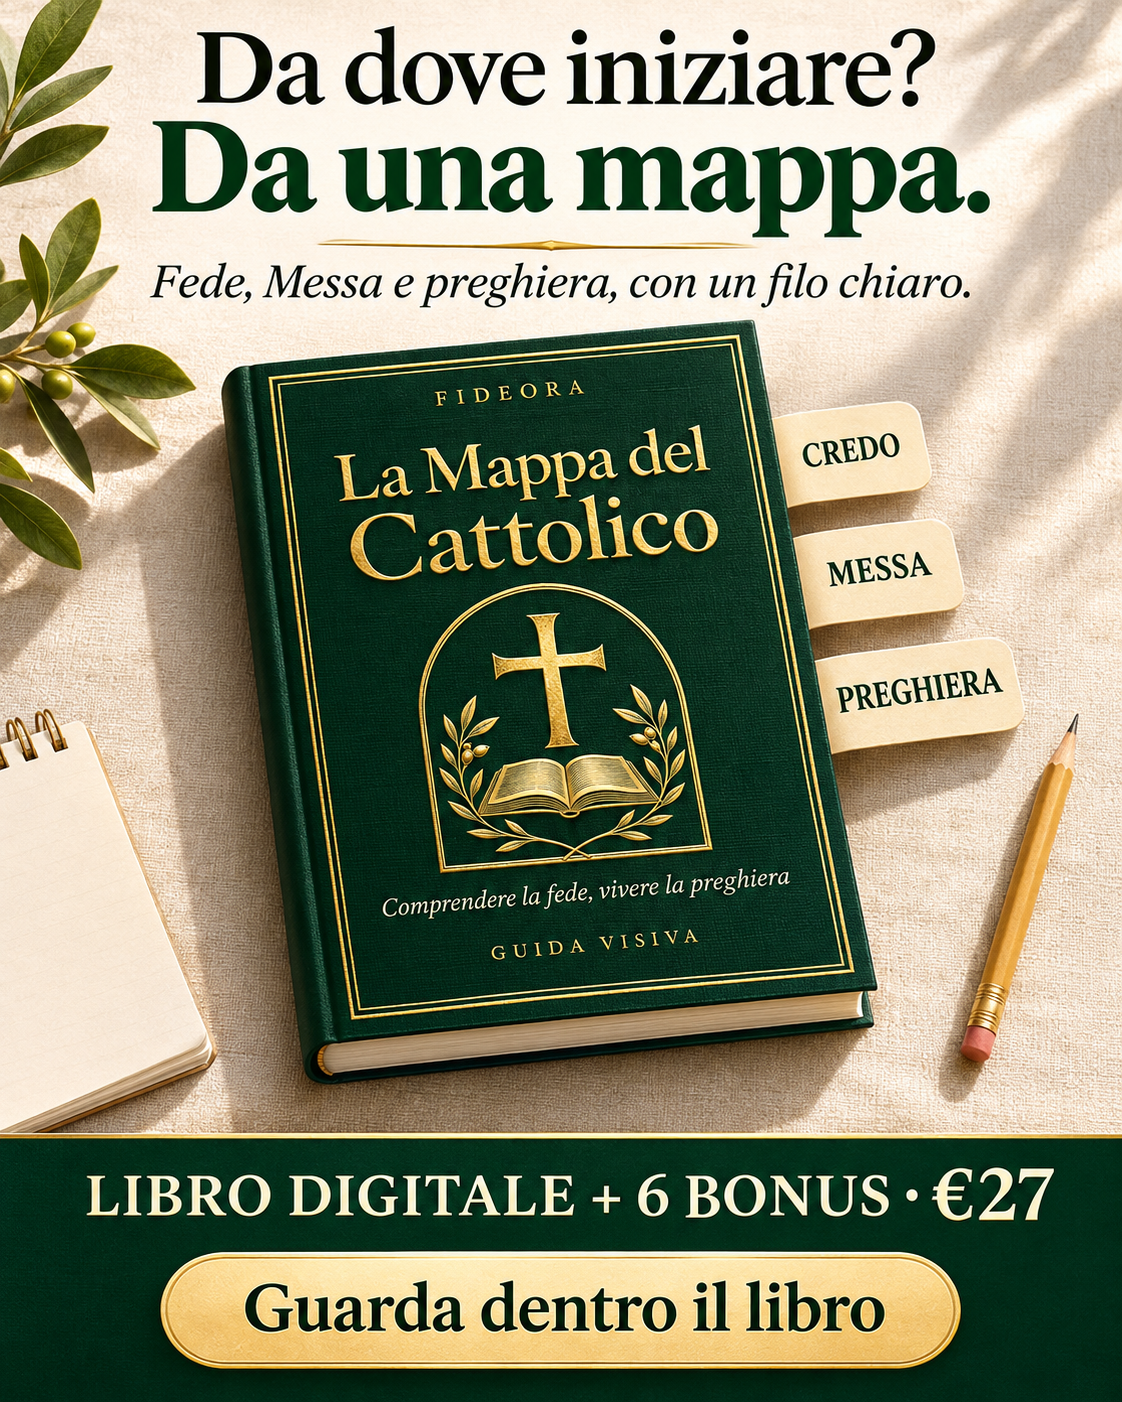 Da dove iniziare?
Da una mappa.
Fede, Messa e preghiera, con un filo chiaro.
FIDEORA
La Mappa del
Cattolico
CREDO
MESSA
PREGHIERA
Comprendere la fede, vivere la preghiera
GUIDA VISIVA
LIBRO DIGITALE + 6 BONUS · €27
Guarda dentro il libro